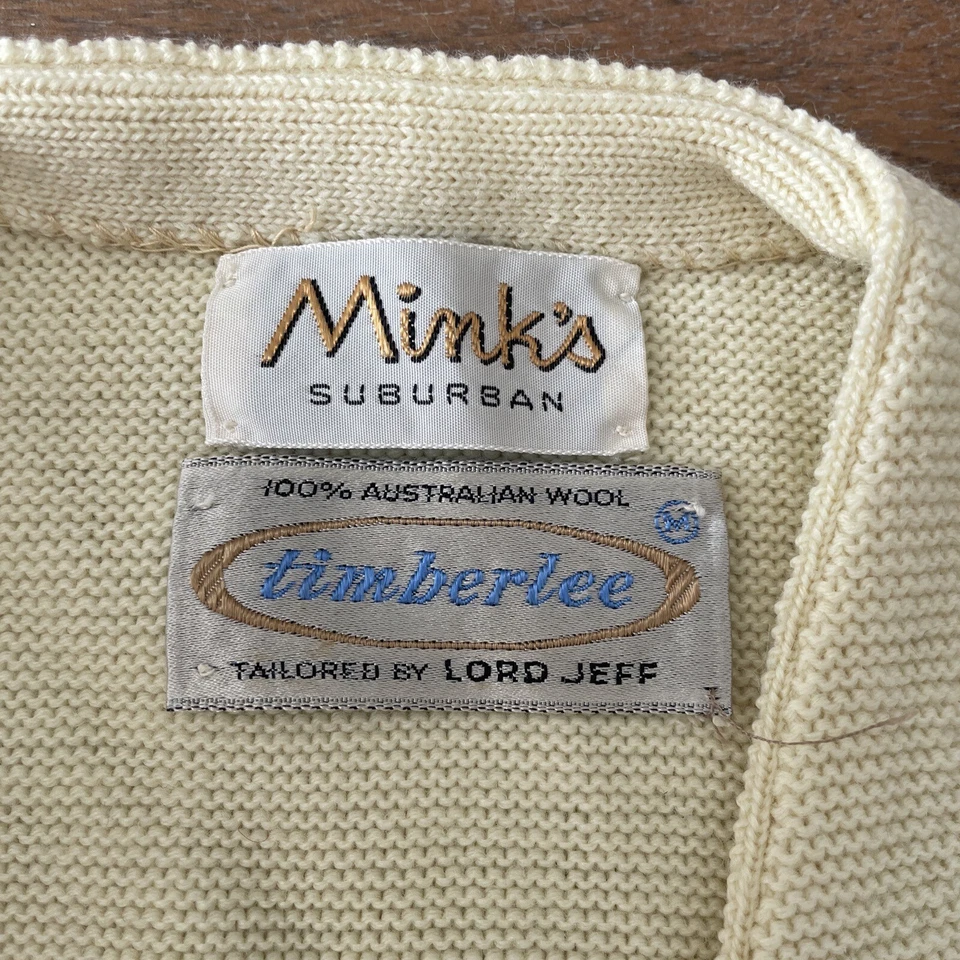 Mink's
SUBURBAN
100% AUSTRALIAN WOOL
M
timberlee
TAILORED BY LORD JEFF